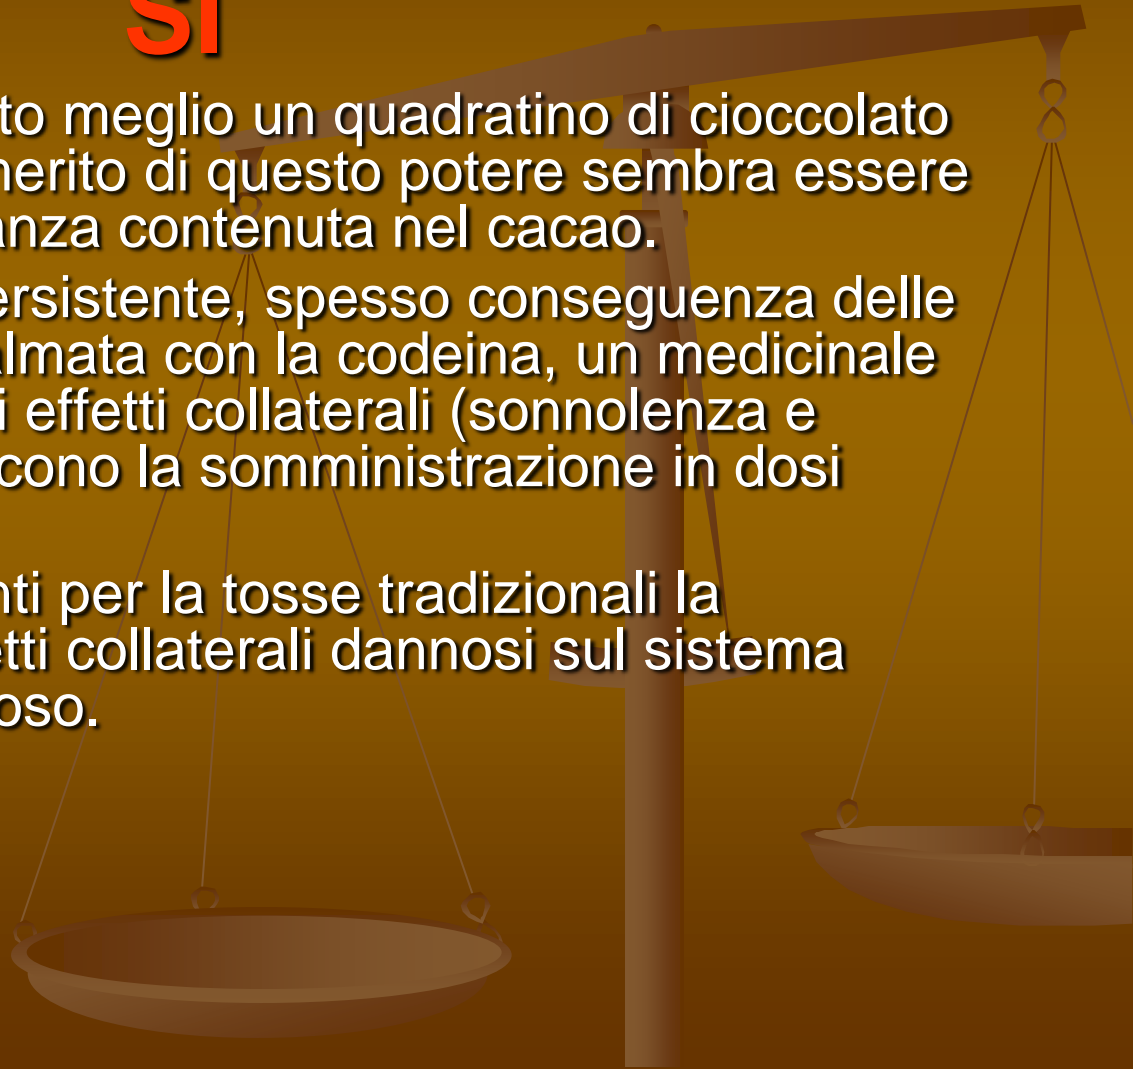 SI
to meglio un quadratino di cioccolato
merito di questo potere sembra essere
anza contenuta nel cacao.
ersistente, spesso conseguenza delle
almata con la codeina, un medicinale
i effetti collaterali (sonnolenza e
cono la somministrazione in dosi
nti per la tosse tradizionali la
etti collaterali dannosi sul sistema
oso.